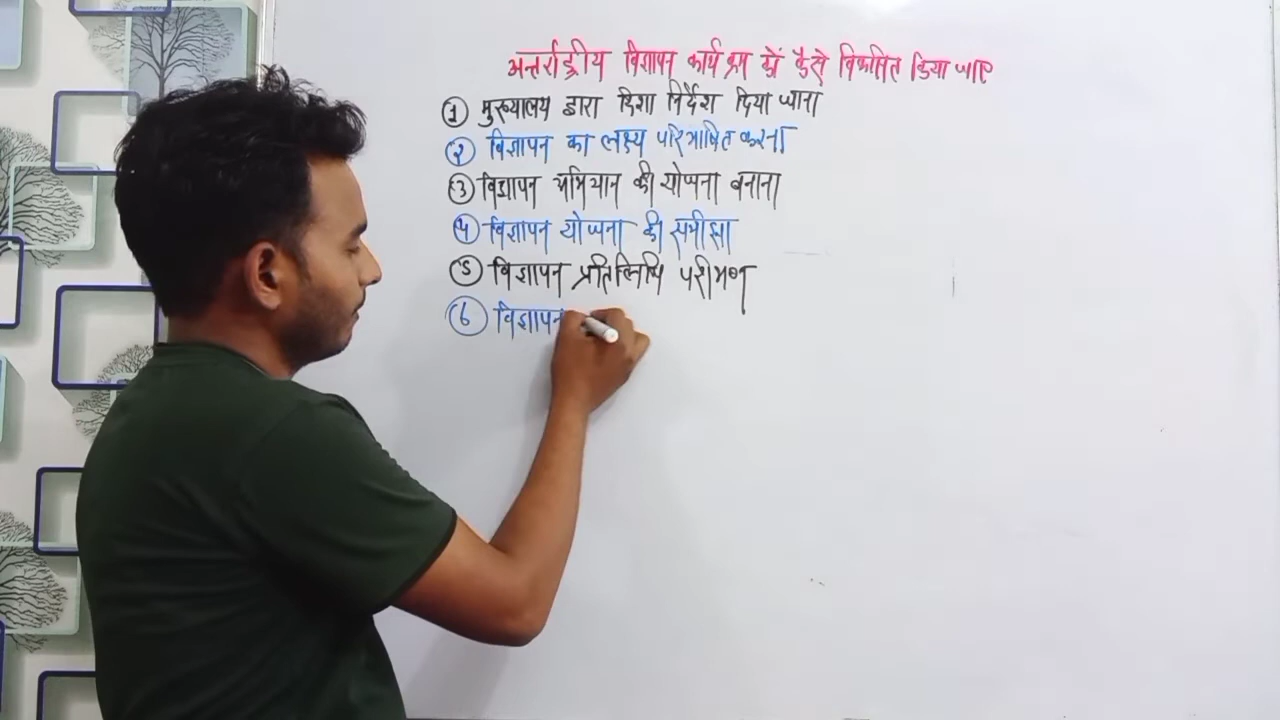 अन्तर्राष्ट्रीय विज्ञापन कार्यक्रम को कैसे विकसित किया जाए
① मुख्यालय द्वारा दिशा निर्देश दिया जाना
② विज्ञापन का लक्ष्य परिभाषित करना
③ विज्ञापन अभियान की योजना बनाना
④ विज्ञापन योजना की समीक्षा
⑤ विज्ञापन प्रतिलिपि परीक्षण
⑥ विज्ञापन